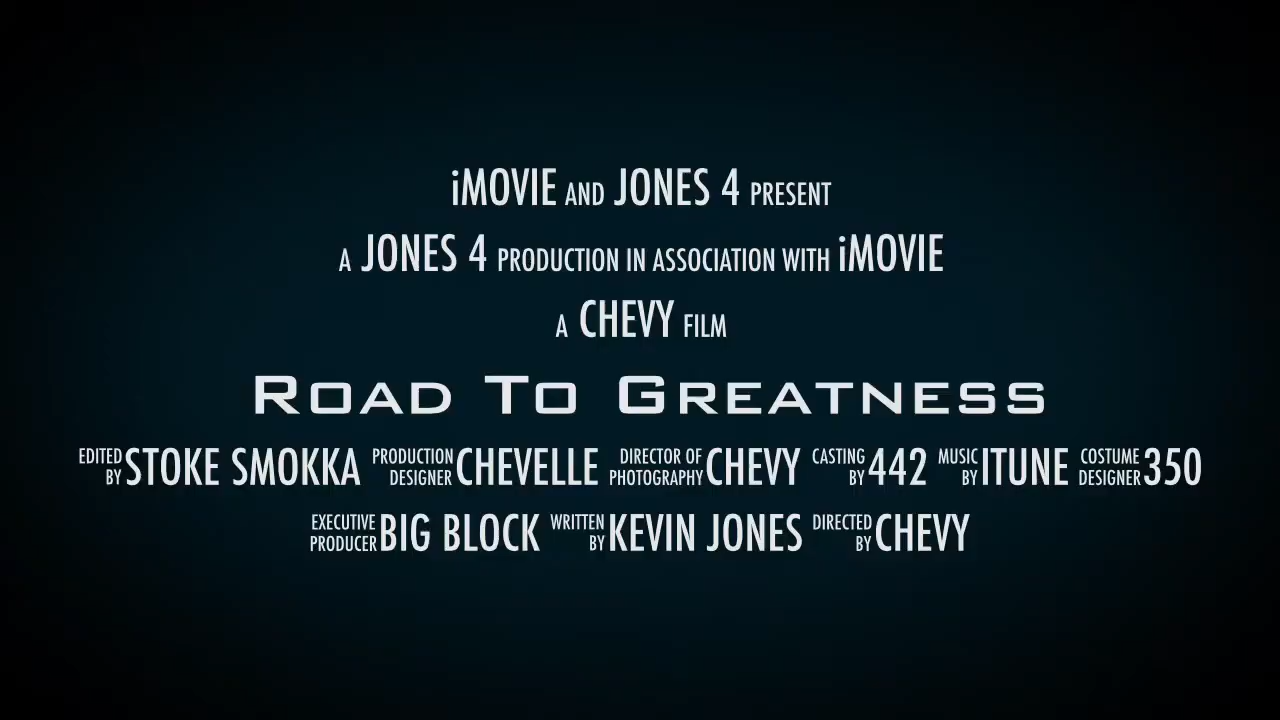 iMOVIE AND JONES 4 PRESENT
A JONES 4 PRODUCTION IN ASSOCIATION WITH iMOVIE
A CHEVY FILM
ROAD TO GREATNESS
EDITED BY STOKE SMOKKA PRODUCTION DESIGNER CHEVELLE DIRECTOR OF PHOTOGRAPHY CHEVY CASTING BY 442 MUSIC BY ITUNE COSTUME DESIGNER 350
EXECUTIVE PRODUCER BIG BLOCK WRITTEN BY KEVIN JONES DIRECTED BY CHEVY